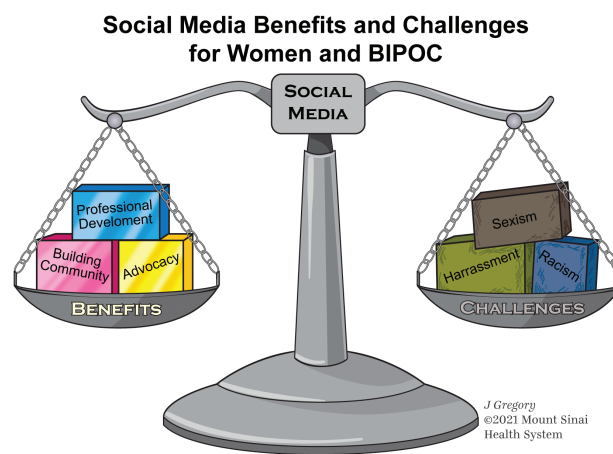 Social Media Benefits and Challenges
for Women and BIPOC
SOCIAL
MEDIA
Professional
Develoment
Building
Community
Advocacy
BENEFITS
Sexism
Harrassment
Racism
CHALLENGES
J Gregory
©2021 Mount Sinai
Health System